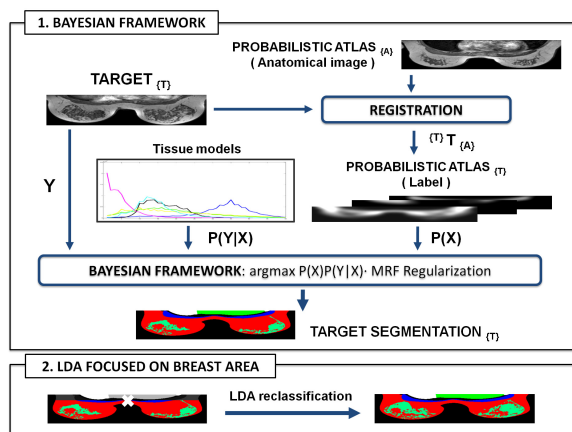 1. BAYESIAN FRAMEWORK
PROBABILISTIC ATLAS {A}
( Anatomical image )
TARGET {T}
REGISTRATION
{T} T {A}
Tissue models
PROBABILISTIC ATLAS {T}
( Label )
Y
P(Y|X)
P(X)
BAYESIAN FRAMEWORK: argmax P(X)P(Y|X)· MRF Regularization
TARGET SEGMENTATION {T}
2. LDA FOCUSED ON BREAST AREA
LDA reclassification